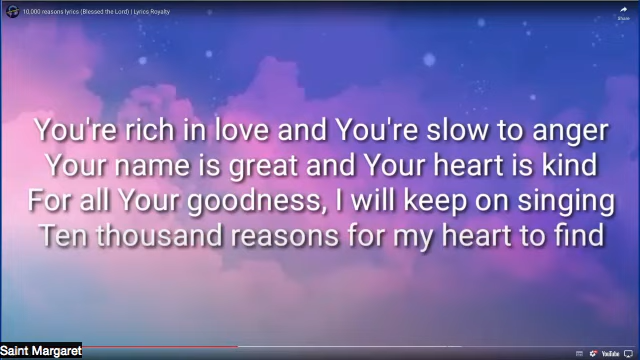 10,000 reasons lyrics (Blessed the Lord) | Lyrics Royalty
Share
You're rich in love and You're slow to anger
Your name is great and Your heart is kind
For all Your goodness, I will keep on singing
Ten thousand reasons for my heart to find
Saint Margaret
YouTube